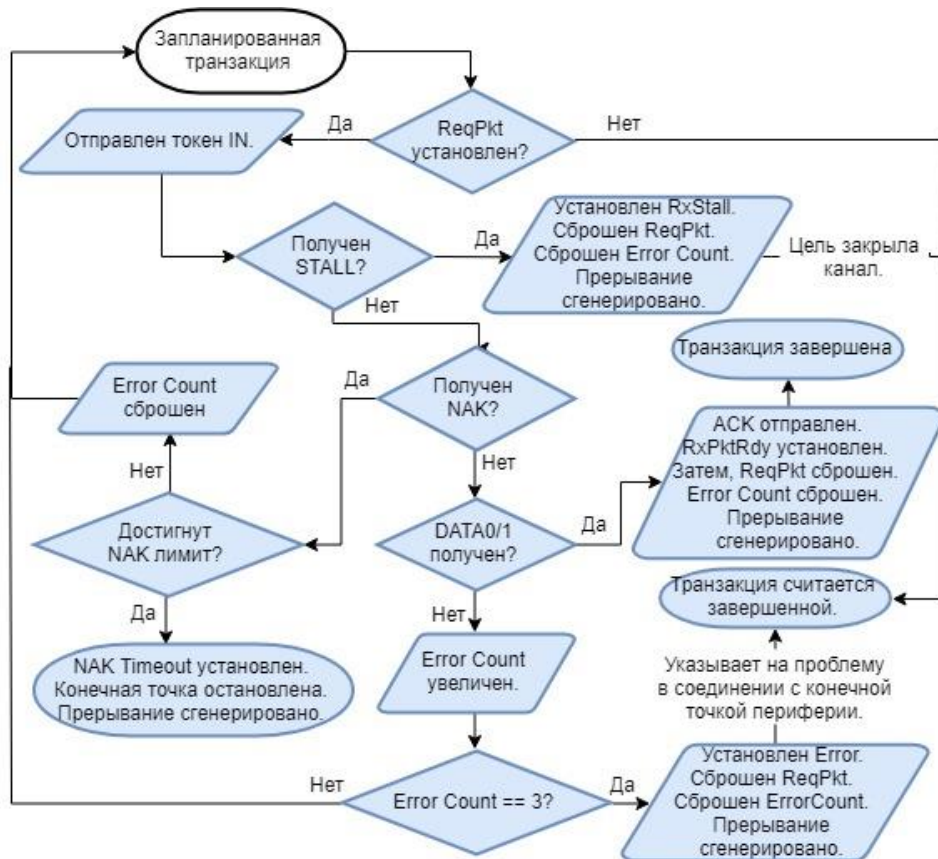 Запланированная
транзакция
ReqPkt
установлен?
Да
Нет
Отправлен токен IN.
Получен
STALL?
Да
Нет
Установлен RxStall.
Сброшен ReqPkt.
Сброшен Error Count.
Прерывание
сгенерировано.
Цель закрыла
канал.
Получен
NAK?
Да
Нет
Error Count
сброшен
Нет
Достигнут
NAK лимит?
Да
NAK Timeout установлен.
Конечная точка остановлена.
Прерывание сгенерировано.
DATA0/1
получен?
Да
Нет
Транзакция завершена
ACK отправлен.
RxPktRdy установлен.
Затем, ReqPkt сброшен.
Error Count сброшен.
Прерывание
сгенерировано.
Error Count
увеличен.
Транзакция считается
завершенной.
Указывает на проблему
в соединении с конечной
точкой периферии.
Error Count == 3?
Нет
Да
Установлен Error.
Сброшен ReqPkt.
Сброшен ErrorCount.
Прерывание
сгенерировано.